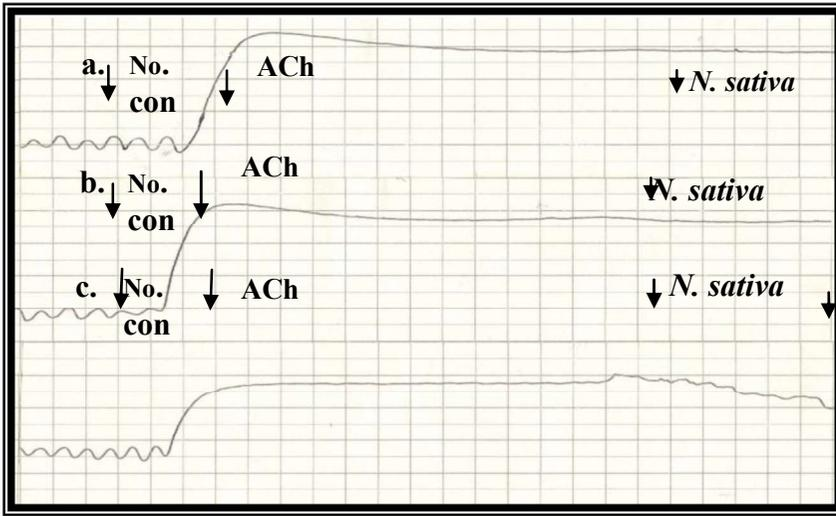 a. No. con ACh
N. sativa
b. No. con ACh
N. sativa
c. No. con ACh
N. sativa